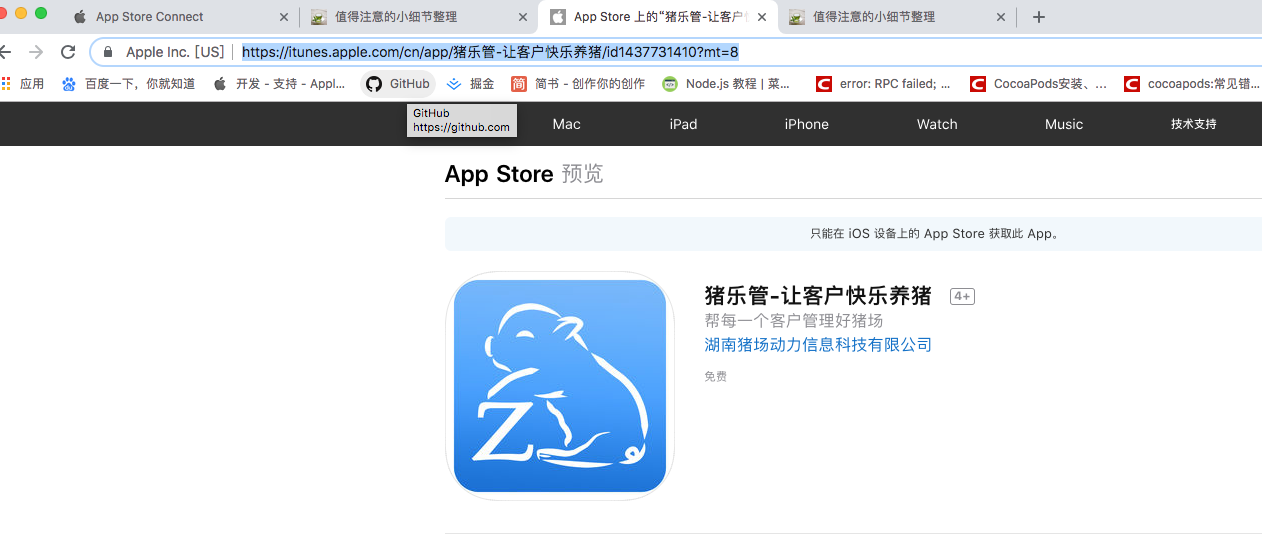 App Store Connect
值得注意的小细节整理
App Store 上的“猪乐管-让客户
值得注意的小细节整理
Apple Inc. [US]
https://itunes.apple.com/cn/app/猪乐管-让客户快乐养猪/id1437731410?mt=8
应用
百度一下，你就知道
开发 - 支持 - Appl...
GitHub
掘金
简 简书 - 创作你的创作
Node.js 教程 | 菜...
C error: RPC failed; ...
C CocoaPods安装、...
C cocoapods:常见错...
GitHub
https://github.com
Mac
iPad
iPhone
Watch
Music
技术支持
App Store 预览
只能在 iOS 设备上的 App Store 获取此 App。
猪乐管-让客户快乐养猪 4+
帮每一个客户管理好猪场
湖南猪场动力信息科技有限公司
免费
Z